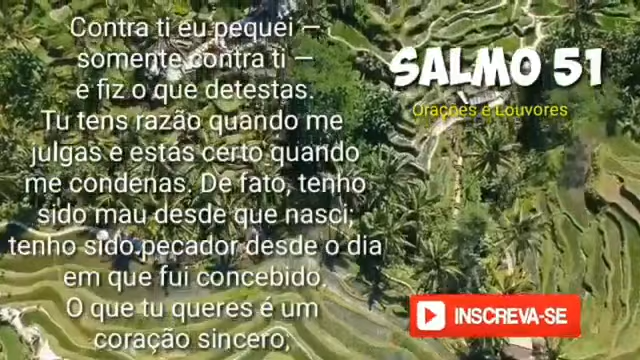 Contra ti eu pequei —
somente contra ti —
e fiz o que detestas.
Tu tens razão quando me
julgas e estás certo quando
me condenas. De fato, tenho
sido mau desde que nasci;
tenho sido pecador desde o dia
em que fui concebido.
O que tu queres é um
coração sincero;
SALMO 51
Orações e Louvores
INSCREVA-SE